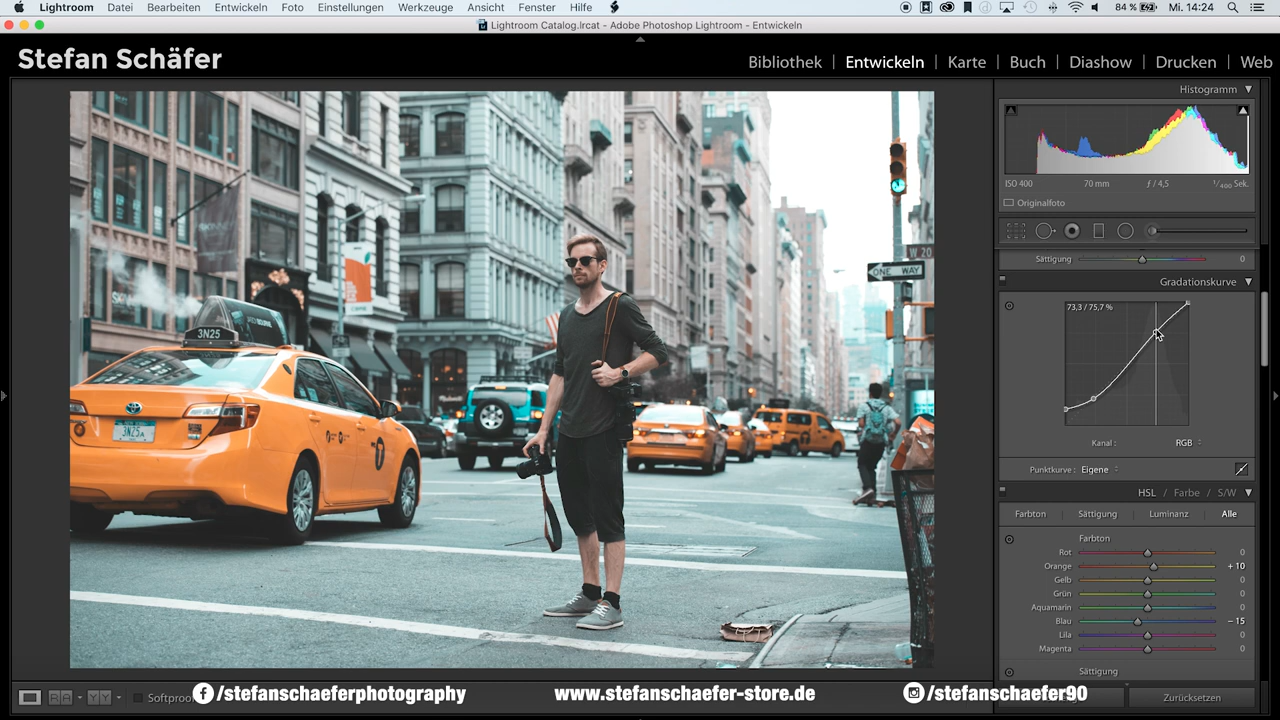 Lightroom Datei Bearbeiten Entwickeln Foto Einstellungen Werkzeuge Ansicht Fenster Hilfe 84 % Mi. 14:24
Lightroom Catalog.lrcat - Adobe Photoshop Lightroom - Entwickeln
Stefan Schäfer
Bibliothek | Entwickeln | Karte | Buch | Diashow | Drucken | Web
Histogramm
ISO 400 70 mm ƒ / 4,5 1/400 Sek.
Originalfoto
Sättigung 0
Gradationskurve
73,3 / 75,7 %
Kanal : RGB
Punktkurve : Eigene
HSL / Farbe / S/W
Farbton Sättigung Luminanz Alle
Farbton
Rot 0
Orange + 10
Gelb 0
Grün 0
Aquamarin 0
Blau – 15
Lila 0
Magenta 0
Sättigung
W 20
ONE WAY
3N25
3N25A
T
Softproof
/stefanschaeferphotography
www.stefanschaefer-store.de
/stefanschaefer90
Zurücksetzen